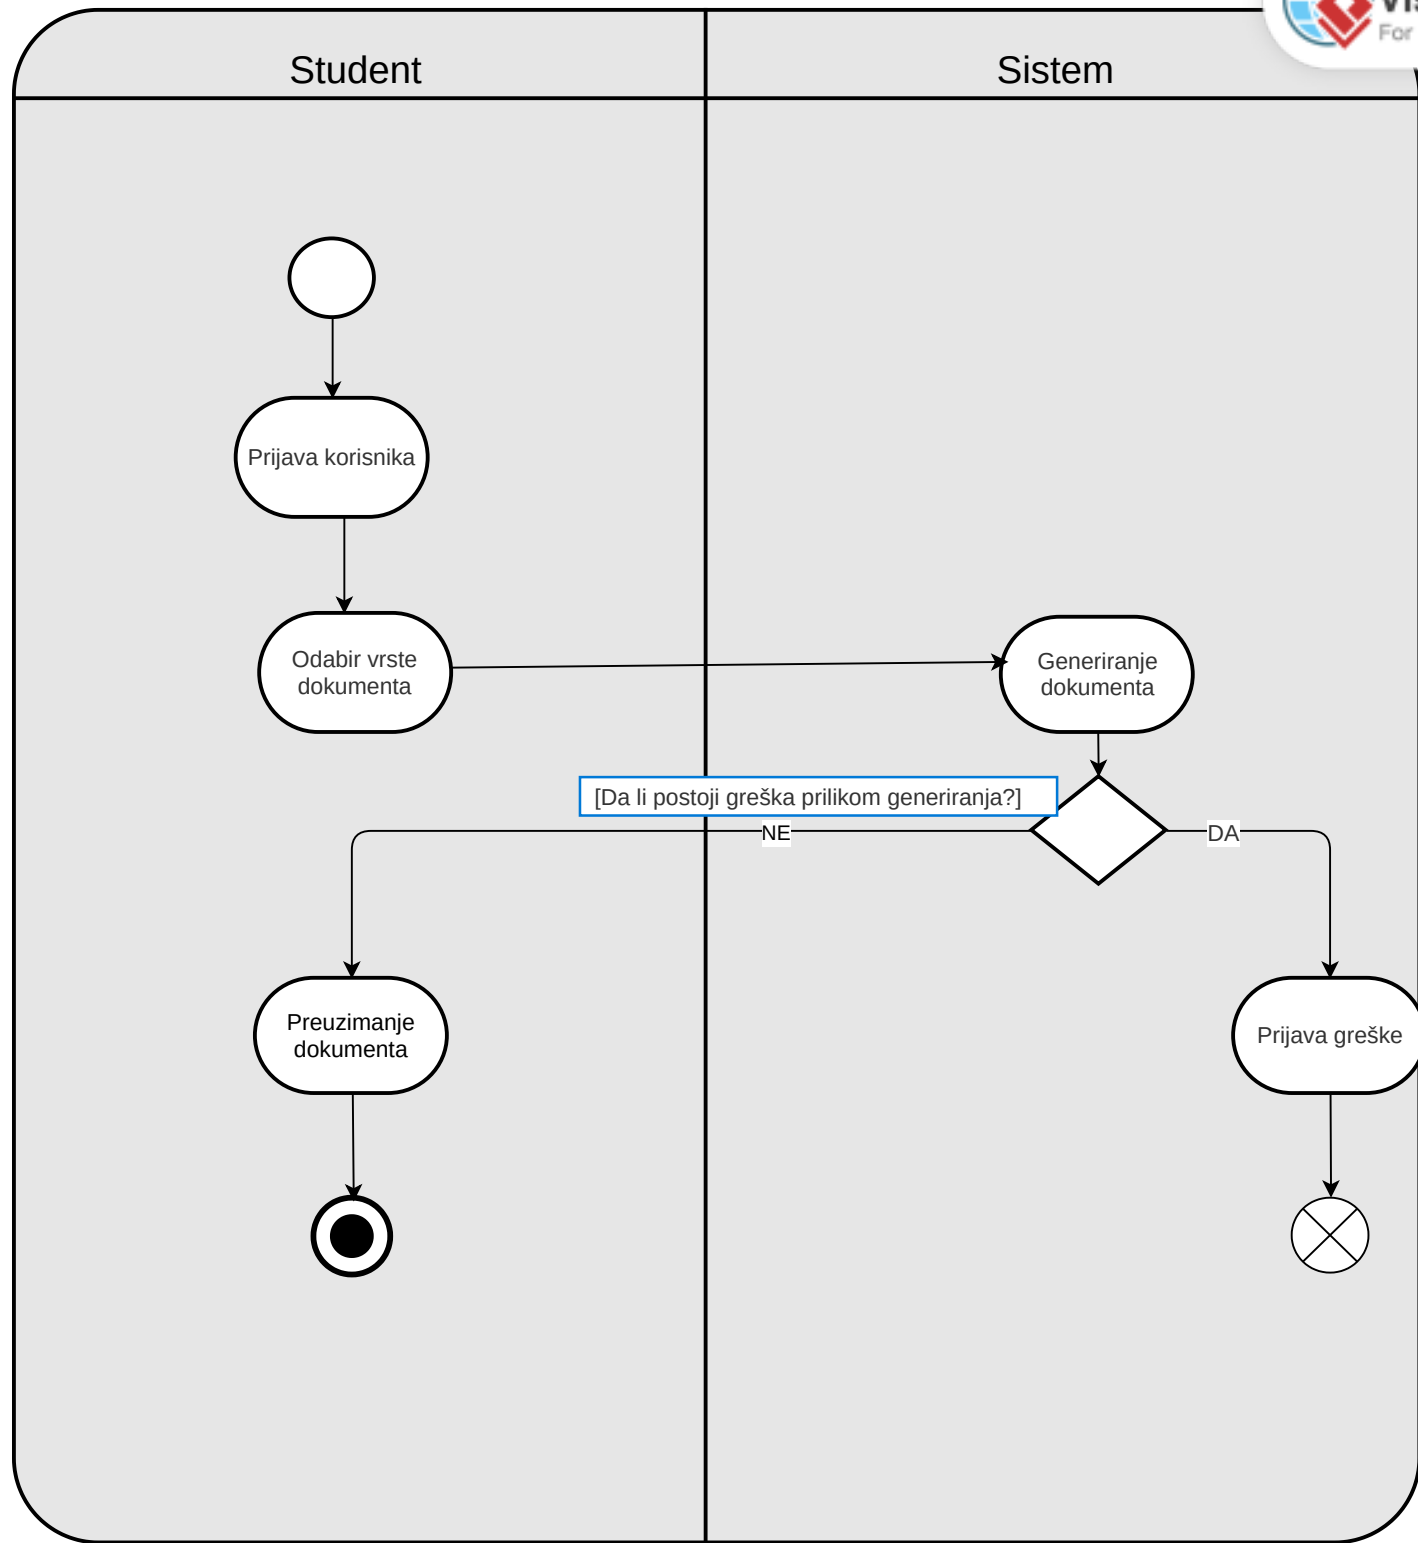 For
Student
Sistem
Prijava korisnika
Odabir vrste
dokumenta
Generiranje
dokumenta
[Da li postoji greška prilikom generiranja?]
NE
DA
Preuzimanje
dokumenta
Prijava greške